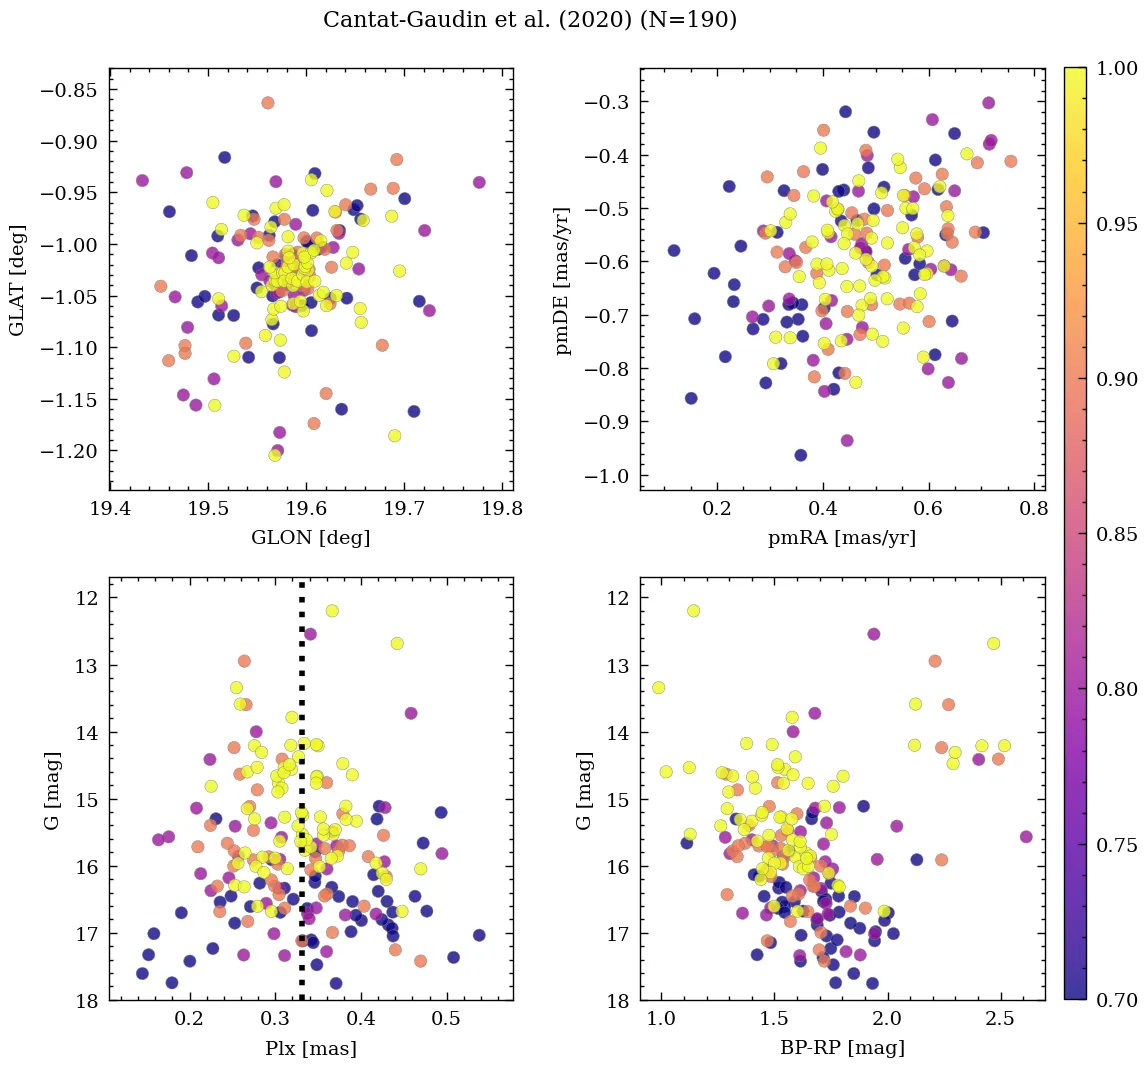 Cantat-Gaudin et al. (2020) (N=190)
−0.85
−0.90
−0.95
−1.00
−1.05
−1.10
−1.15
−1.20
GLAT [deg]
19.4 19.5 19.6 19.7 19.8
GLON [deg]
−0.3
−0.4
−0.5
−0.6
−0.7
−0.8
−0.9
−1.0
pmDE [mas/yr]
0.2 0.4 0.6 0.8
pmRA [mas/yr]
12
13
14
15
16
17
18
G [mag]
0.2 0.3 0.4 0.5
Plx [mas]
12
13
14
15
16
17
18
G [mag]
1.0 1.5 2.0 2.5
BP-RP [mag]
1.00
0.95
0.90
0.85
0.80
0.75
0.70